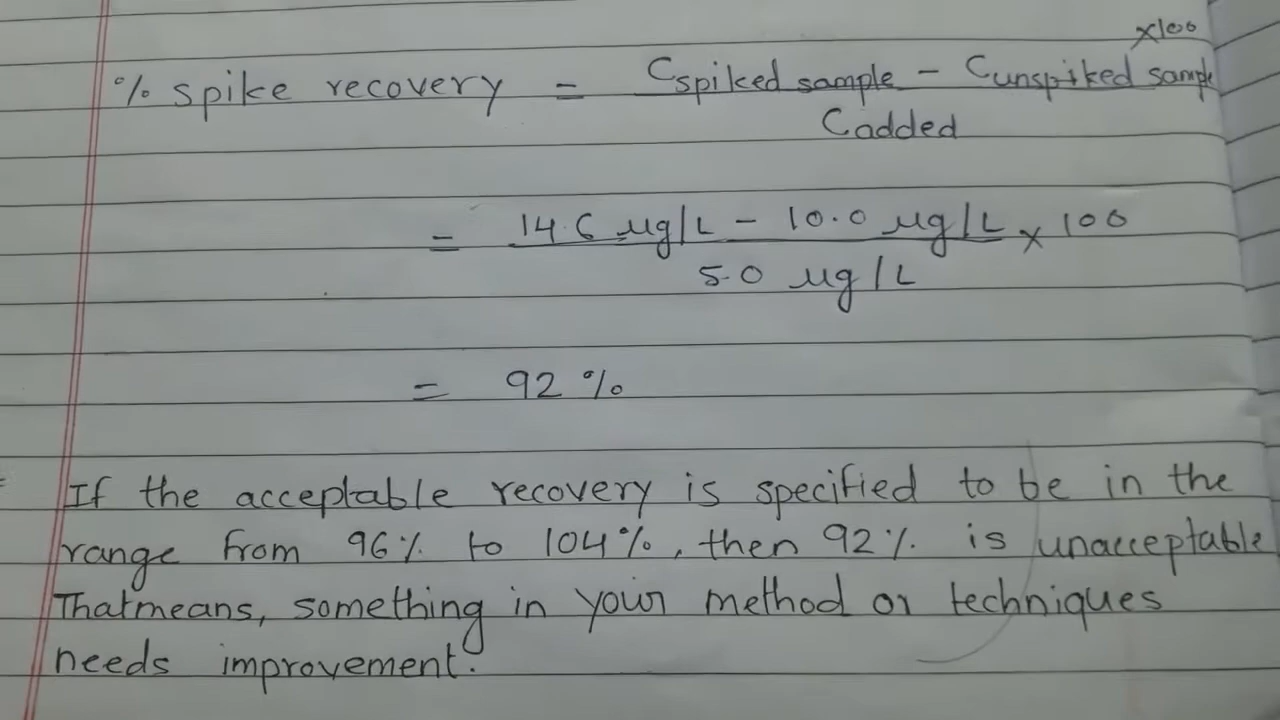 ×100
% spike recovery = Cspiked sample - Cunspiked sample
Cadded
= 14.6 μg/L - 10.0 μg/L × 100
5.0 μg/L
= 92 %
If the acceptable recovery is specified to be in the
range from 96% to 104%, then 92% is unacceptable
That means, something in your method or techniques
needs improvement.